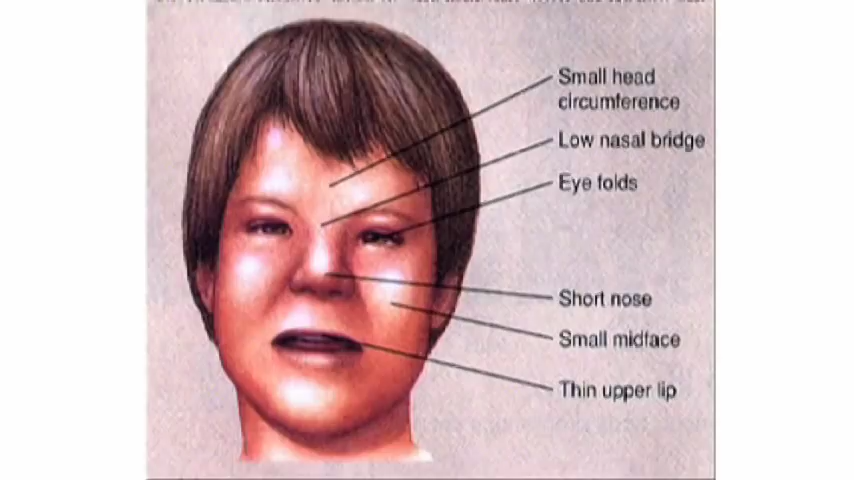 Small head
circumference
Low nasal bridge
Eye folds
Short nose
Small midface
Thin upper lip